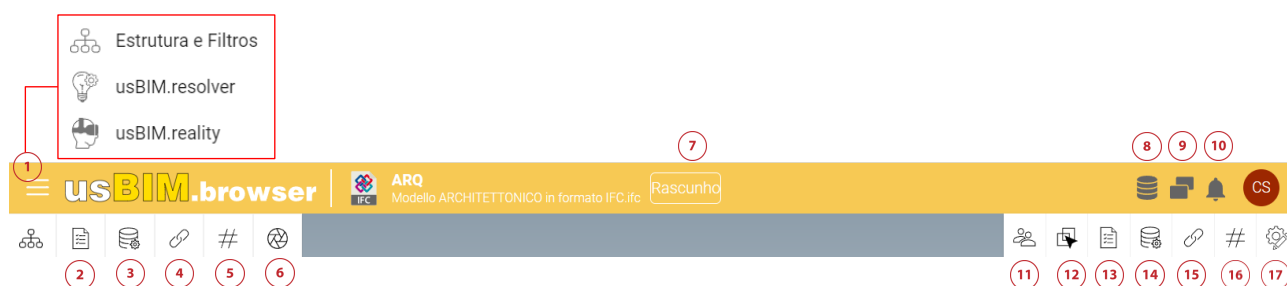 Estrutura e Filtros
usBIM.resolver
usBIM.reality
7
8 9 10
1
usBIM.browser
IFC
ARQ
Modello ARCHITETTONICO in formato IFC.ifc
Rascunho
CS
#
#
2 3 4 5 6
11 12 13 14 15 16 17